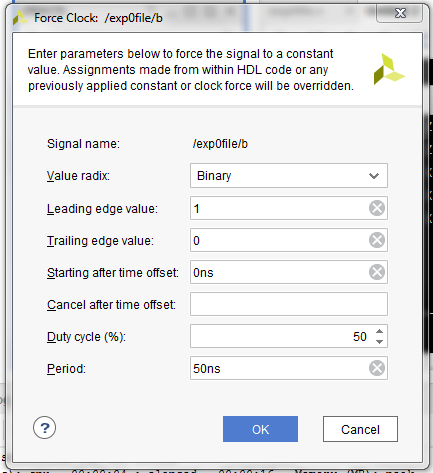 Force Clock: /exp0file/b
Enter parameters below to force the signal to a constant
value. Assignments made from within HDL code or any
previously applied constant or clock force will be overridden.
Signal name: /exp0file/b
Value radix: Binary
Leading edge value: 1
Trailing edge value: 0
Starting after time offset: 0ns
Cancel after time offset:
Duty cycle (%): 50
Period: 50ns
? OK Cancel